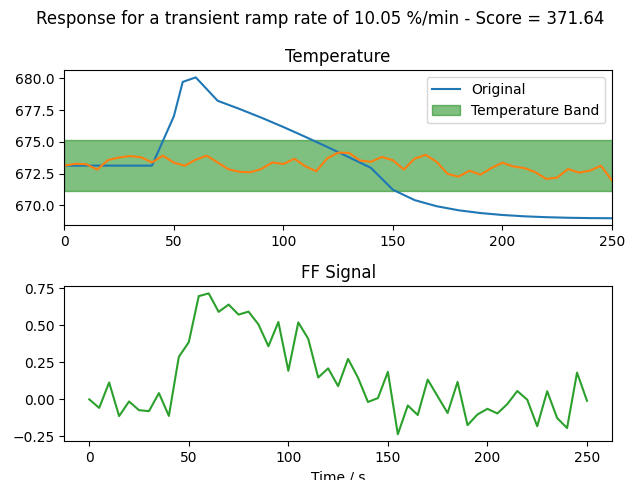 Response for a transient ramp rate of 10.05 %/min - Score = 371.64
Temperature
680.0
677.5
675.0
672.5
670.0
Original
Temperature Band
0 50 100 150 200 250
FF Signal
0.75
0.50
0.25
0.00
−0.25
0 50 100 150 200 250
Time / s